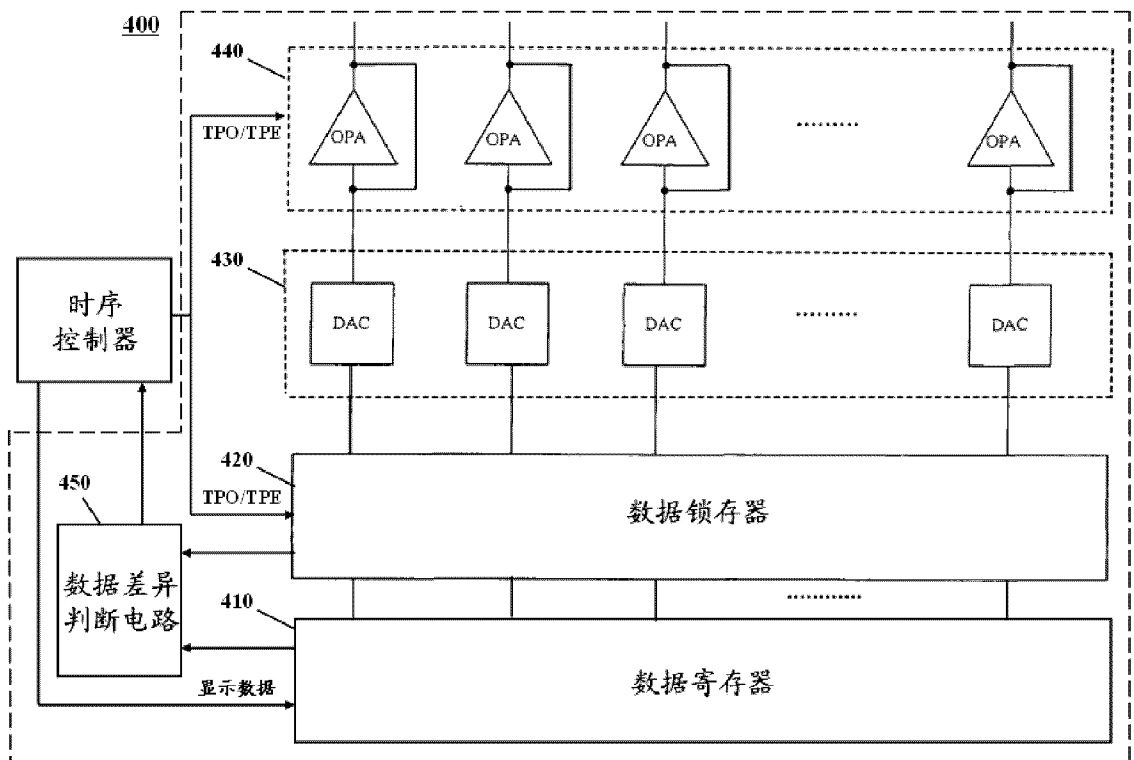 400
440
TPO/TPE
OPA
OPA
OPA
.........
OPA
430
时序
控制器
DAC
DAC
DAC
.........
DAC
420
450
TPO/TPE
数据锁存器
数据差异
判断电路
410
...........
显示数据
数据寄存器